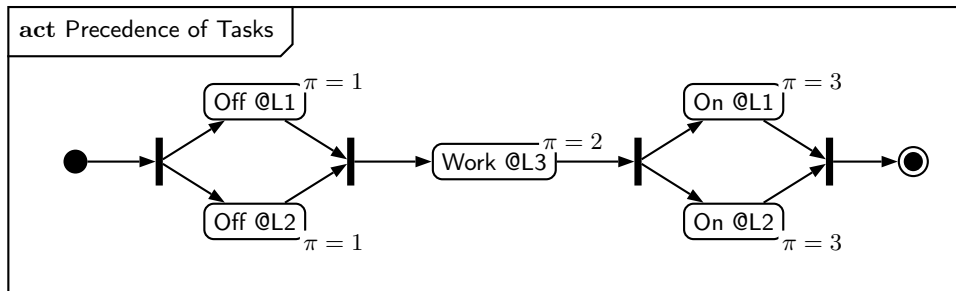 act Precedence of Tasks
π = 1
Off @L1
π = 3
On @L1
π = 2
Work @L3
Off @L2
π = 1
On @L2
π = 3